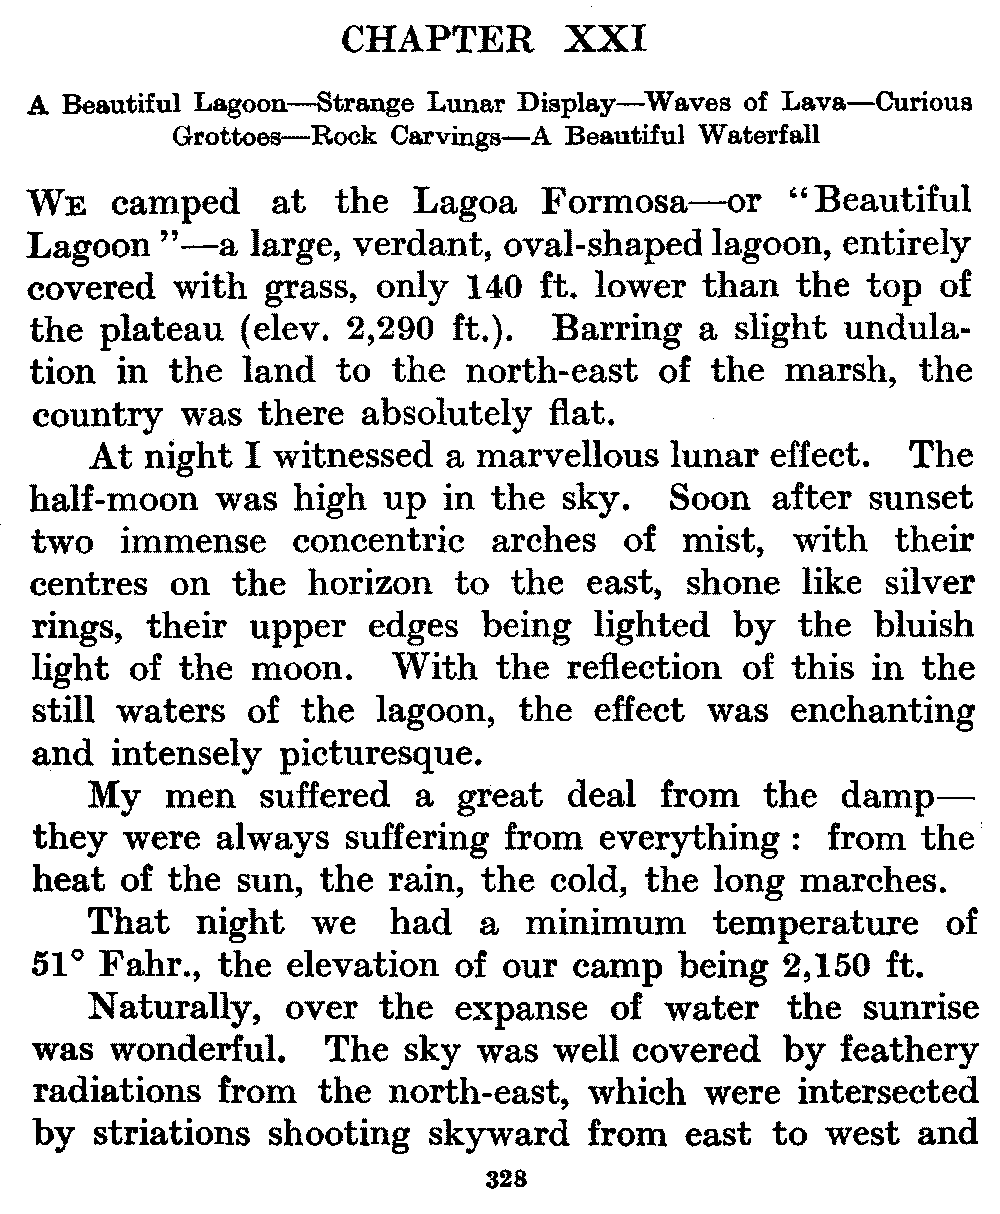 CHAPTER XXI
A Beautiful Lagoon—Strange Lunar Display—Waves of Lava—Curious
Grottoes—Rock Carvings—A Beautiful Waterfall
WE camped at the Lagoa Formosa—or “Beautiful
Lagoon”—a large, verdant, oval-shaped lagoon, entirely
covered with grass, only 140 ft. lower than the top of
the plateau (elev. 2,290 ft.). Barring a slight undula-
tion in the land to the north-east of the marsh, the
country was there absolutely flat.
At night I witnessed a marvellous lunar effect. The
half-moon was high up in the sky. Soon after sunset
two immense concentric arches of mist, with their
centres on the horizon to the east, shone like silver
rings, their upper edges being lighted by the bluish
light of the moon. With the reflection of this in the
still waters of the lagoon, the effect was enchanting
and intensely picturesque.
My men suffered a great deal from the damp—
they were always suffering from everything : from the
heat of the sun, the rain, the cold, the long marches.
That night we had a minimum temperature of
51° Fahr., the elevation of our camp being 2,150 ft.
Naturally, over the expanse of water the sunrise
was wonderful. The sky was well covered by feathery
radiations from the north-east, which were intersected
by striations shooting skyward from east to west and
328